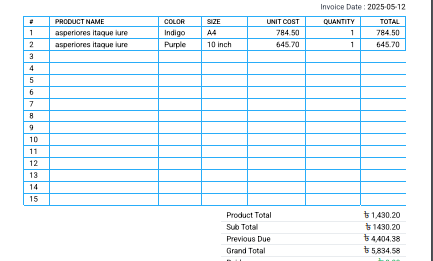 Invoice Date : 2025-05-12
# PRODUCT NAME COLOR SIZE UNIT COST QUANTITY TOTAL
1 asperiores itaque iure Indigo A4 784.50 1 784.50
2 asperiores itaque iure Purple 10 inch 645.70 1 645.70
3
4
5
6
7
8
9
10
11
12
13
14
15
Product Total ৳ 1,430.20
Sub Total ৳ 1430.20
Previous Due ৳ 4,404.38
Grand Total ৳ 5,834.58